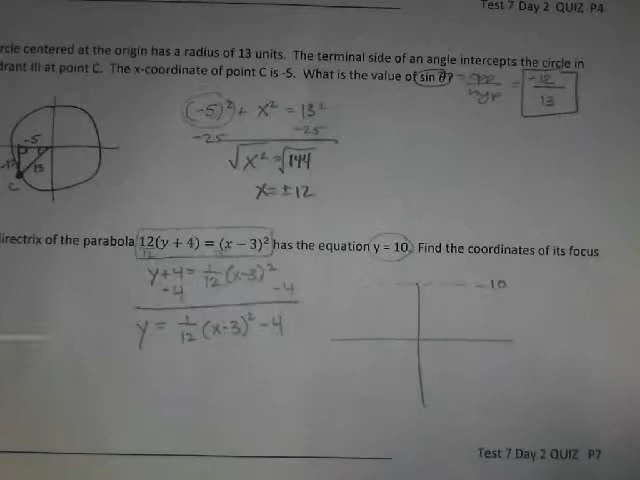 Test 7 Day 2 QUIZ P4
rcle centered at the origin has a radius of 13 units. The terminal side of an angle intercepts the circle in
drant III at point C. The x-coordinate of point C is -5. What is the value of sin θ? = opp/hyp = -12/13
(-5)² + x² = 13²
-25 -25
√x² = √144
x = ±12
-5
13
C
directrix of the parabola 12(y + 4) = (x − 3)² has the equation y = 10. Find the coordinates of its focus
12
y+4 = 1/12 (x-3)²
-4 -4
y = 1/12 (x-3)² - 4
10
Test 7 Day 2 QUIZ P7